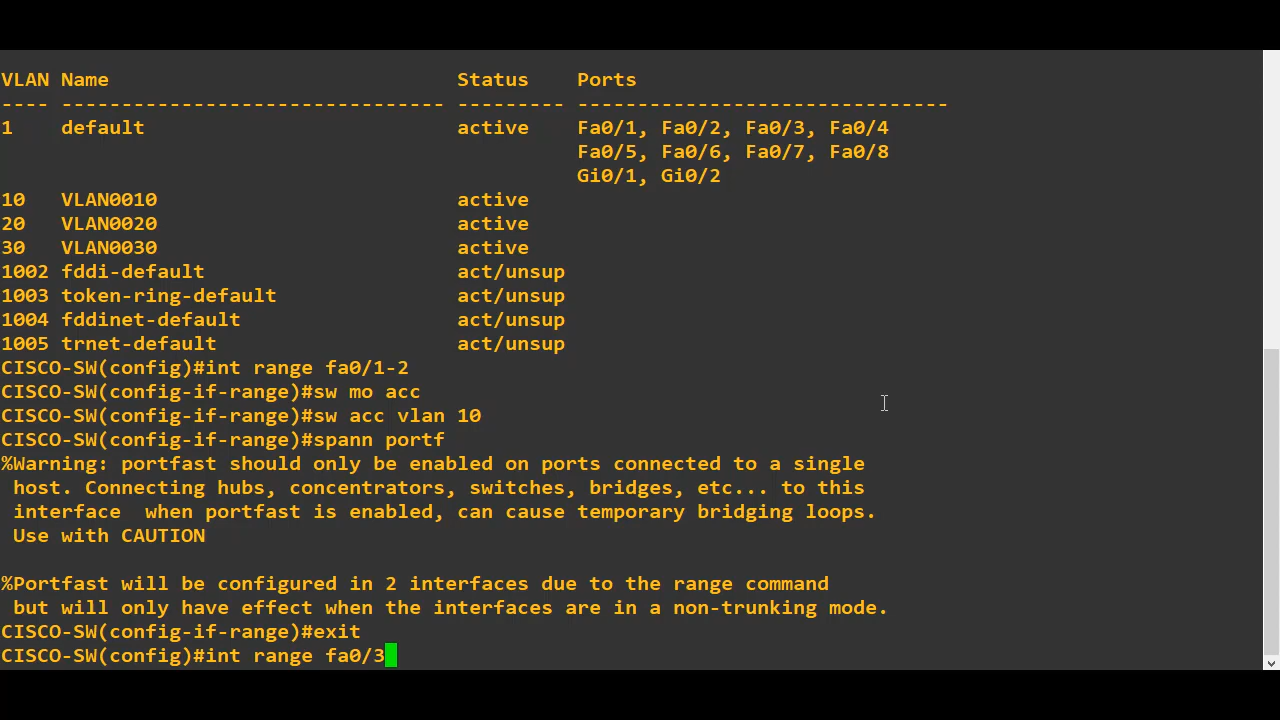 VLAN Name                             Status    Ports
---- -------------------------------- --------- -------------------------------
1    default                          active    Fa0/1, Fa0/2, Fa0/3, Fa0/4
                                                Fa0/5, Fa0/6, Fa0/7, Fa0/8
                                                Gi0/1, Gi0/2
10   VLAN0010                         active
20   VLAN0020                         active
30   VLAN0030                         active
1002 fddi-default                     act/unsup
1003 token-ring-default               act/unsup
1004 fddinet-default                  act/unsup
1005 trnet-default                    act/unsup
CISCO-SW(config)#int range fa0/1-2
CISCO-SW(config-if-range)#sw mo acc
CISCO-SW(config-if-range)#sw acc vlan 10
CISCO-SW(config-if-range)#spann portf
%Warning: portfast should only be enabled on ports connected to a single
 host. Connecting hubs, concentrators, switches, bridges, etc... to this
 interface  when portfast is enabled, can cause temporary bridging loops.
 Use with CAUTION

%Portfast will be configured in 2 interfaces due to the range command
 but will only have effect when the interfaces are in a non-trunking mode.
CISCO-SW(config-if-range)#exit
CISCO-SW(config)#int range fa0/3